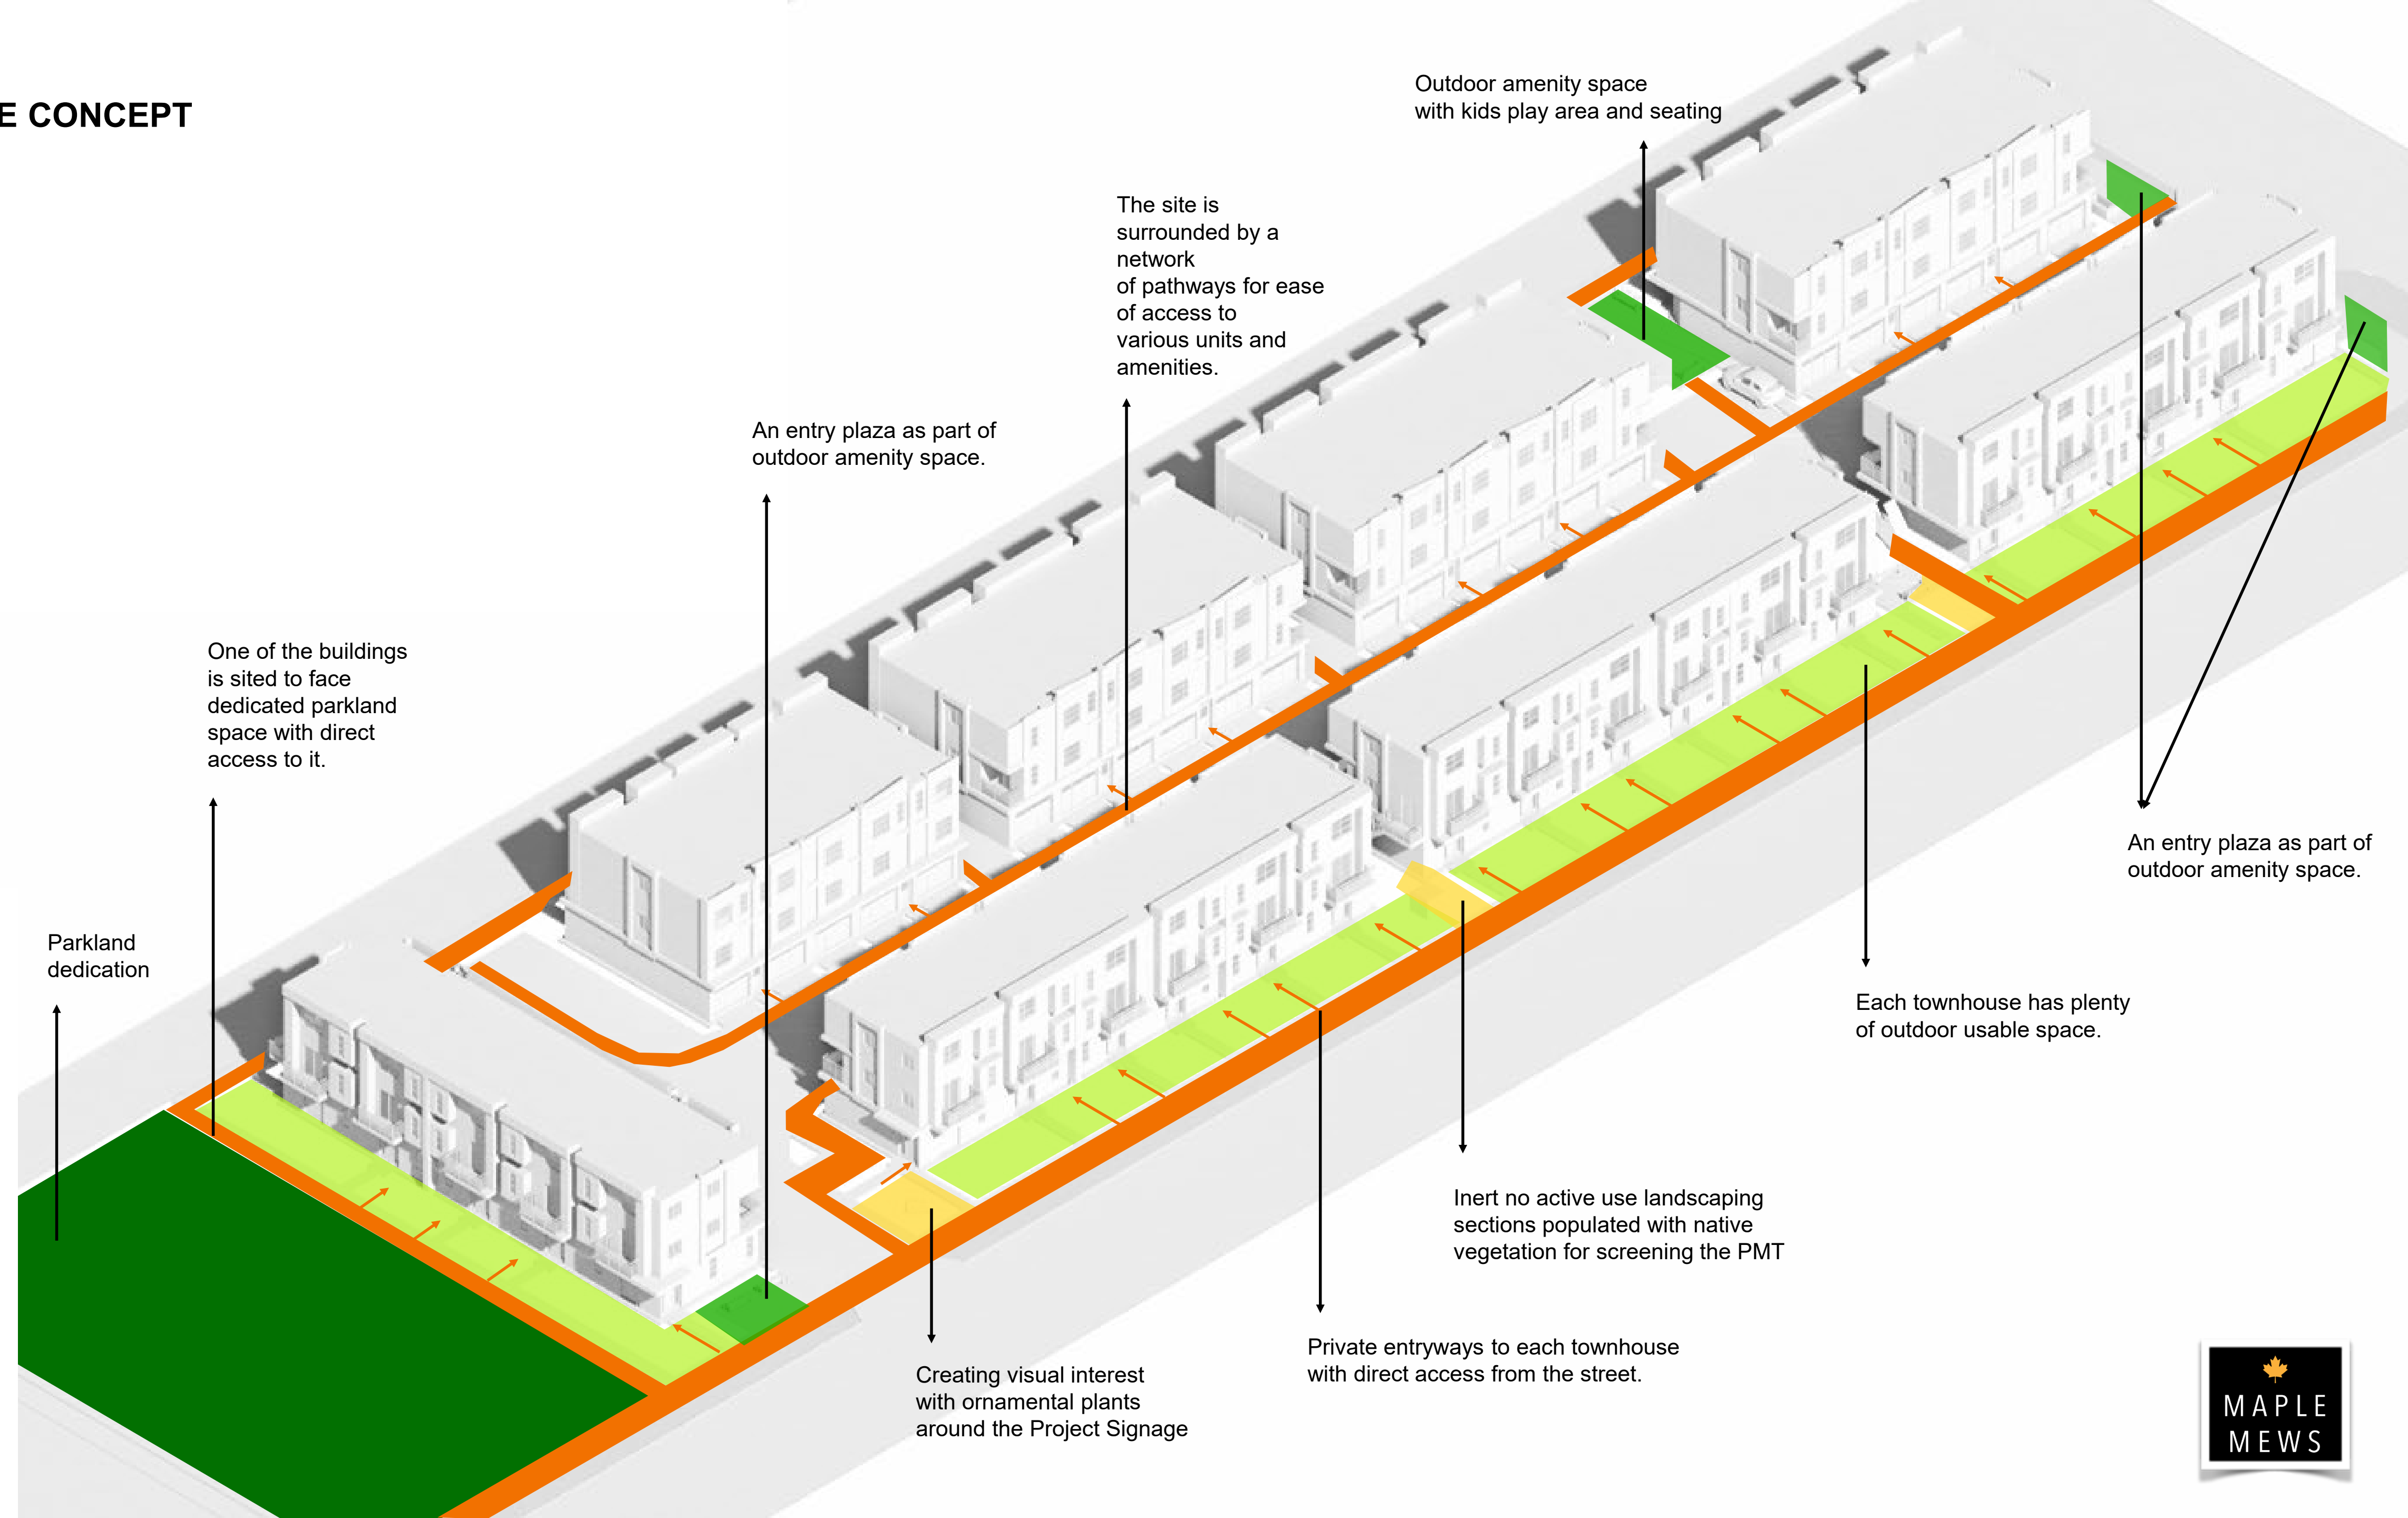 E CONCEPT
Outdoor amenity space
with kids play area and seating
The site is
surrounded by a
network
of pathways for ease
of access to
various units and
amenities.
An entry plaza as part of
outdoor amenity space.
One of the buildings
is sited to face
dedicated parkland
space with direct
access to it.
Parkland
dedication
An entry plaza as part of
outdoor amenity space.
Each townhouse has plenty
of outdoor usable space.
Inert no active use landscaping
sections populated with native
vegetation for screening the PMT
Private entryways to each townhouse
with direct access from the street.
Creating visual interest
with ornamental plants
around the Project Signage
MAPLE
MEWS